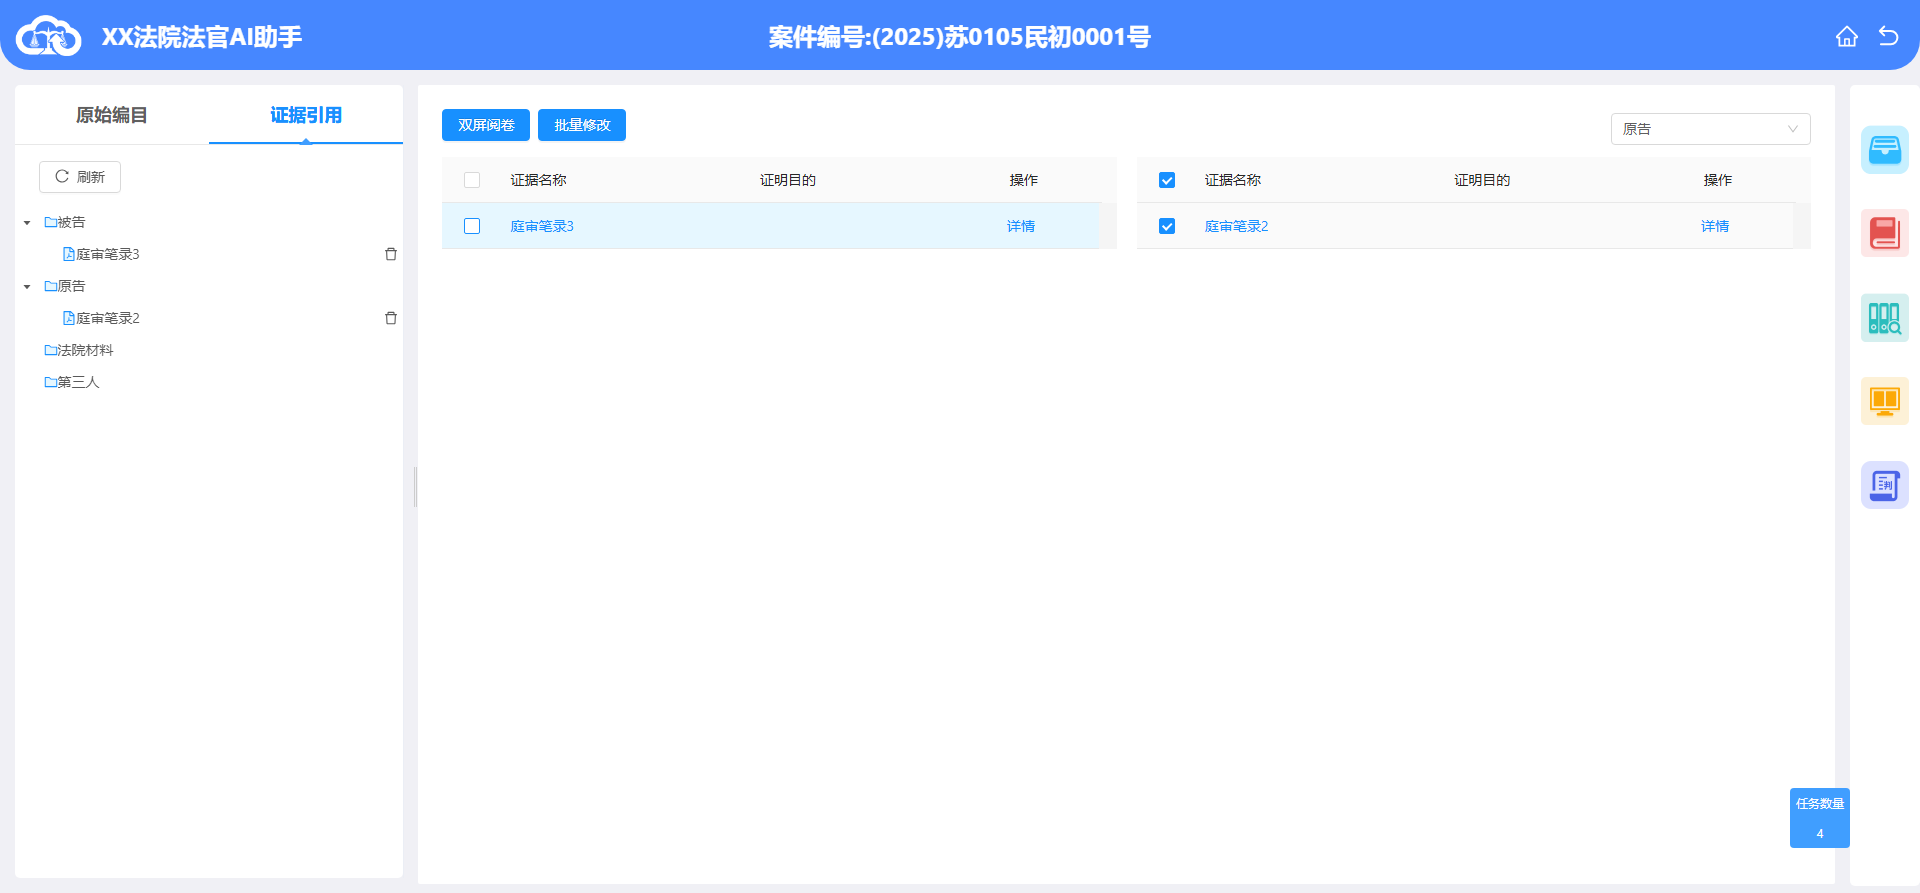 XX法院法官AI助手
案件编号:(2025)苏0105民初0001号
原始编目
证据引用
刷新
被告
庭审笔录3
原告
庭审笔录2
法院材料
第三人
双屏阅卷
批量修改
原告
证据名称
证明目的
操作
庭审笔录3
详情
证据名称
证明目的
操作
庭审笔录2
详情
判
任务数量
4